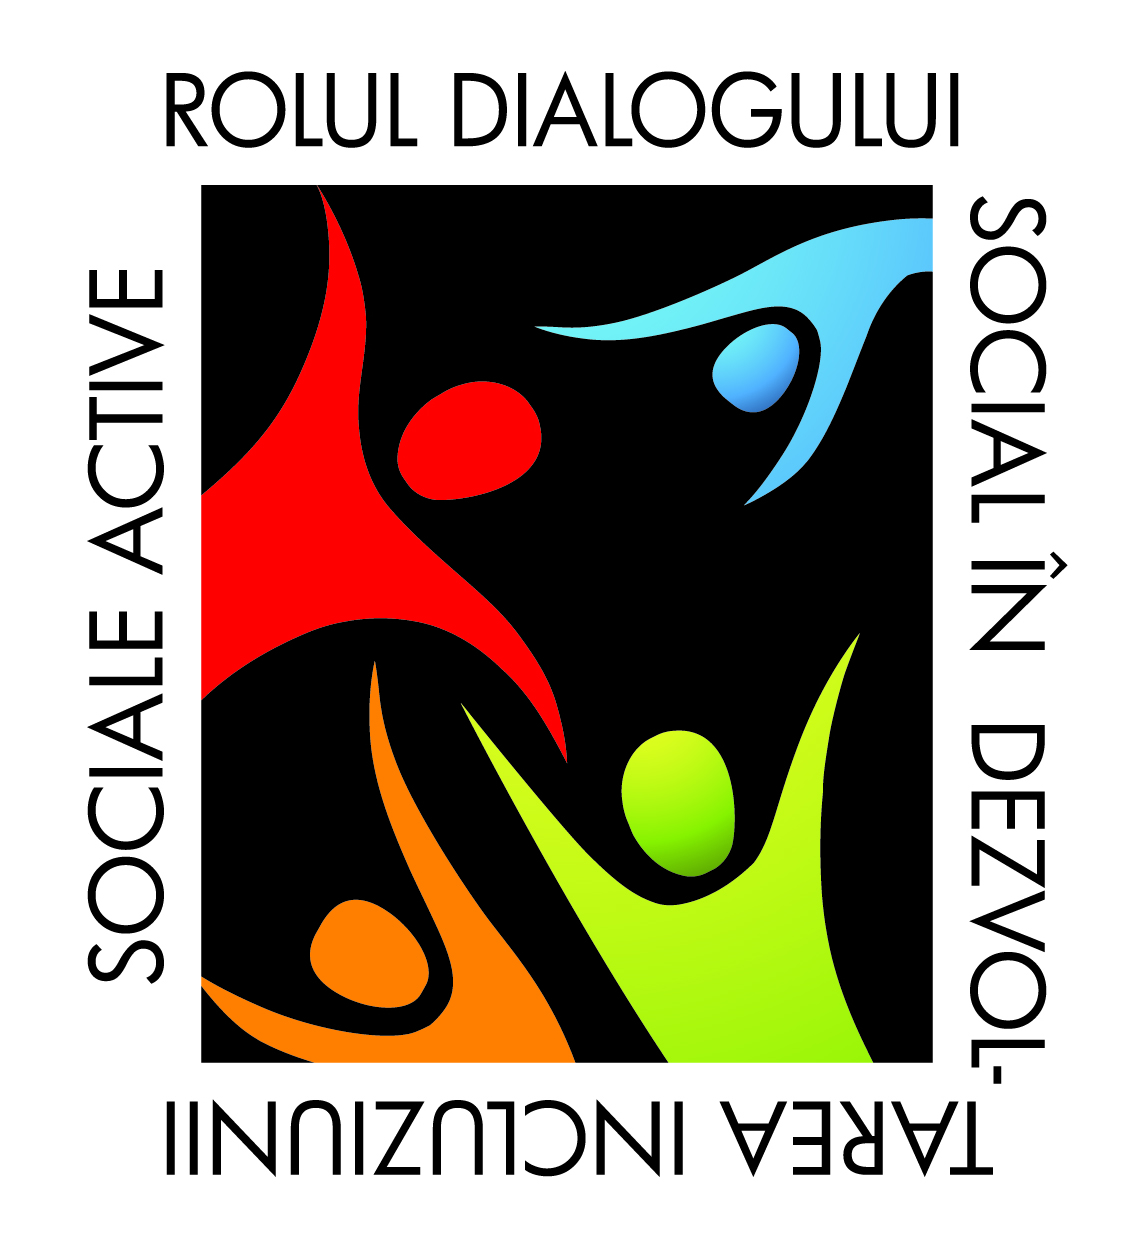 ROLUL DIALOGULUI
SOCIAL ÎN DEZVOL-
TAREA INCLUZIUNII
SOCIALE ACTIVE